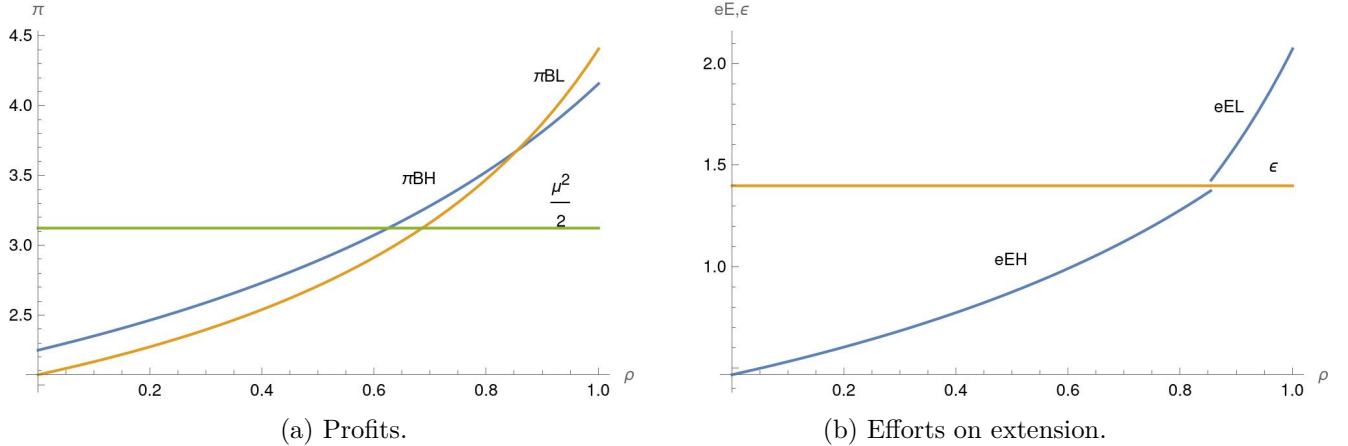 π
4.5
4.0
3.5
3.0
2.5
πBL
πBH
μ²
2
0.2
0.4
0.6
0.8
1.0
ρ
(a) Profits.
eE,ϵ
2.0
1.5
1.0
eEL
ϵ
eEH
0.2
0.4
0.6
0.8
1.0
ρ
(b) Efforts on extension.